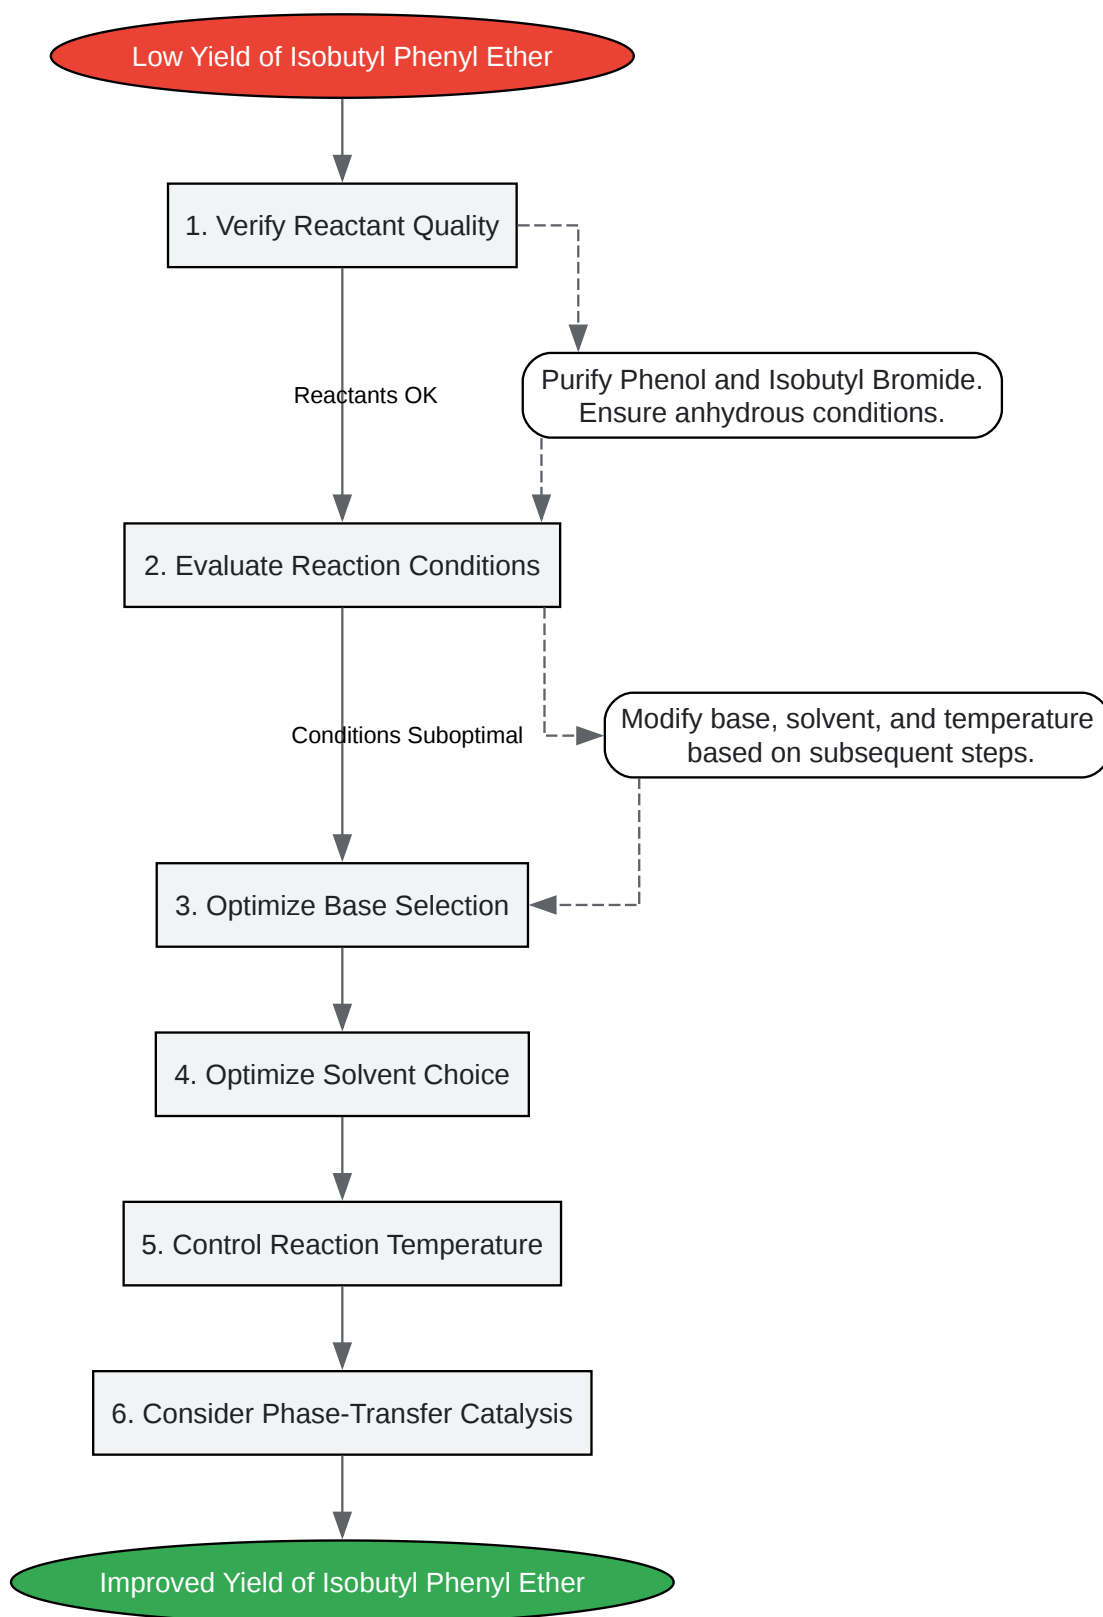 Low Yield of Isobutyl Phenyl Ether
1. Verify Reactant Quality
Reactants OK
Purify Phenol and Isobutyl Bromide.
Ensure anhydrous conditions.
2. Evaluate Reaction Conditions
Conditions Suboptimal
Modify base, solvent, and temperature
based on subsequent steps.
3. Optimize Base Selection
4. Optimize Solvent Choice
5. Control Reaction Temperature
6. Consider Phase-Transfer Catalysis
Improved Yield of Isobutyl Phenyl Ether